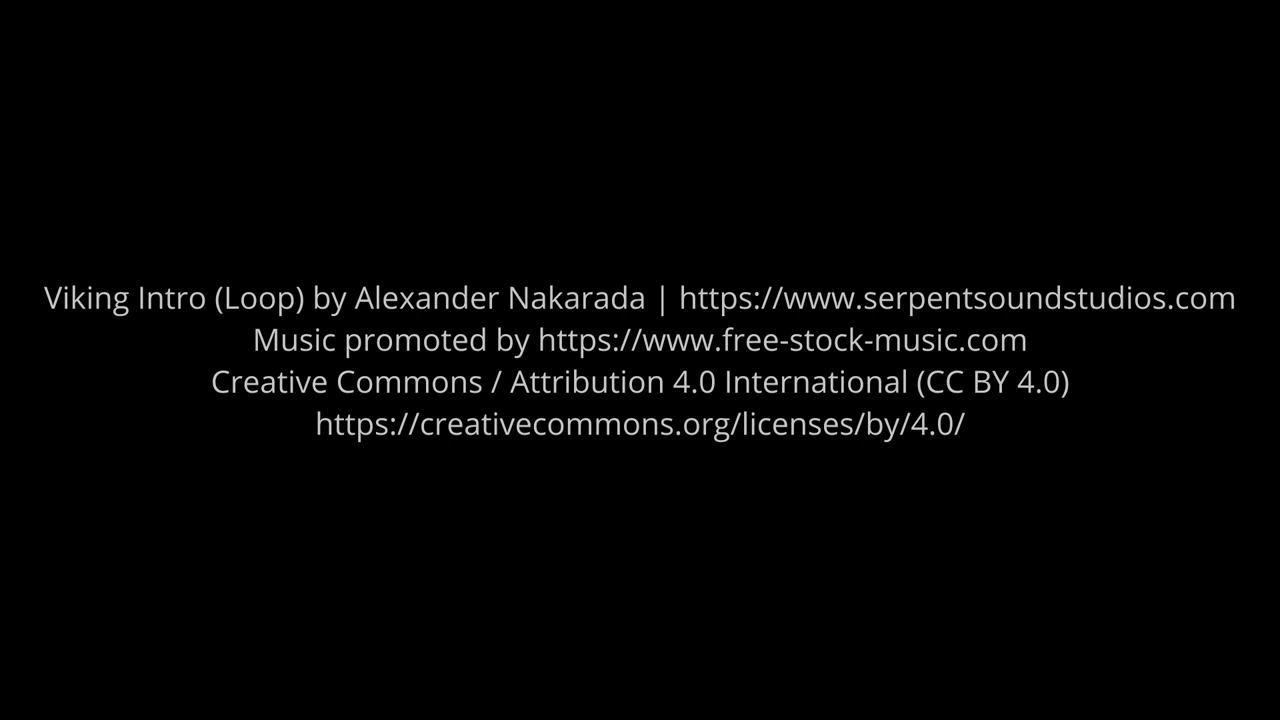 Viking Intro (Loop) by Alexander Nakarada | https://www.serpentsoundstudios.com
Music promoted by https://www.free-stock-music.com
Creative Commons / Attribution 4.0 International (CC BY 4.0)
https://creativecommons.org/licenses/by/4.0/